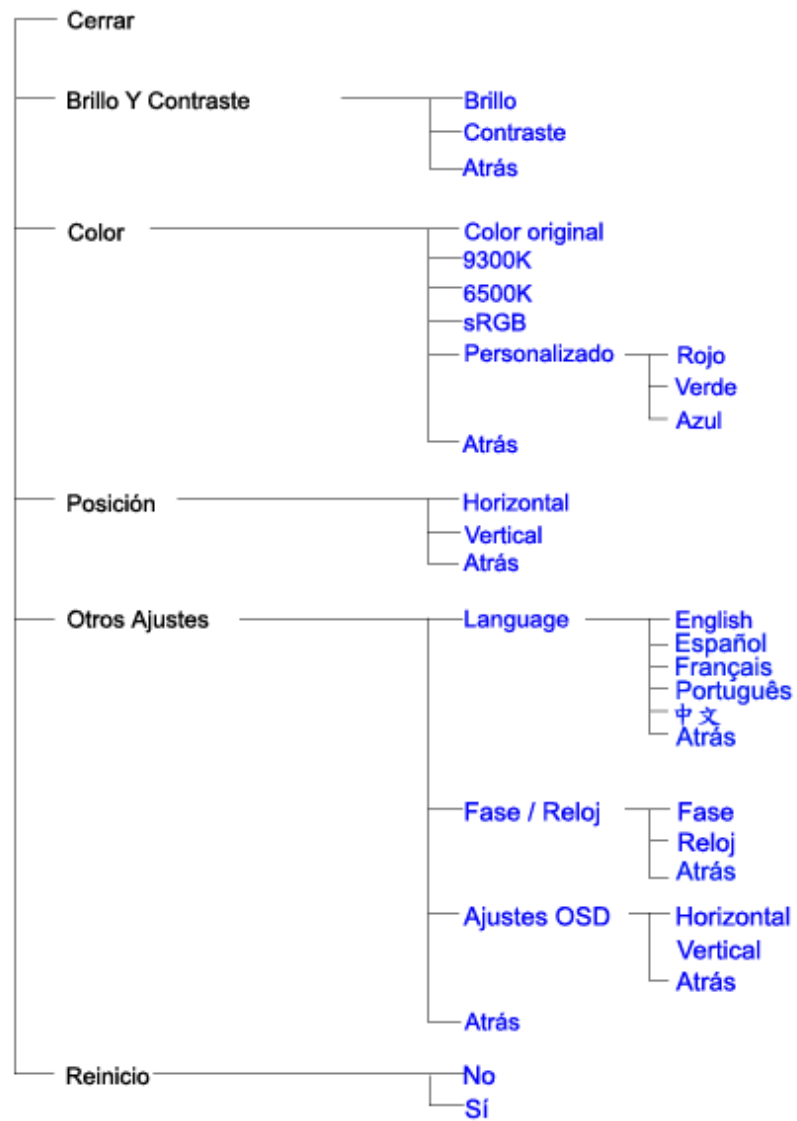 Cerrar
Brillo Y Contraste
Brillo
Contraste
Atrás
Color
Color original
9300K
6500K
sRGB
Personalizado
Rojo
Verde
Azul
Atrás
Posición
Horizontal
Vertical
Atrás
Otros Ajustes
Language
English
Español
Français
Português
中文
Atrás
Fase / Reloj
Fase
Reloj
Atrás
Ajustes OSD
Horizontal
Vertical
Atrás
Atrás
Reinicio
No
Sí